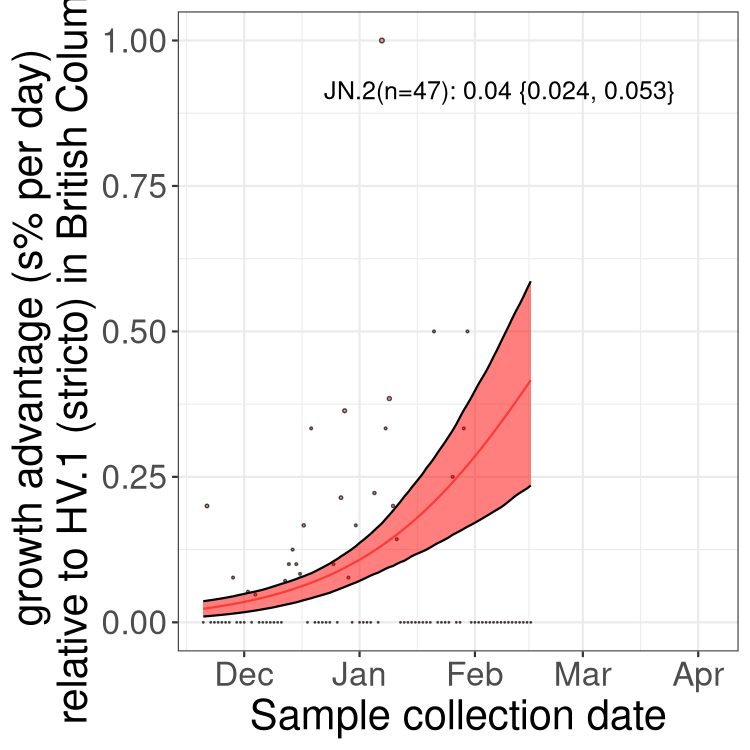 growth advantage (s% per day)
relative to HV.1 (stricto) in British Colum
1.00
0.75
0.50
0.25
0.00
JN.2(n=47): 0.04 {0.024, 0.053}
Dec Jan Feb Mar Apr
Sample collection date